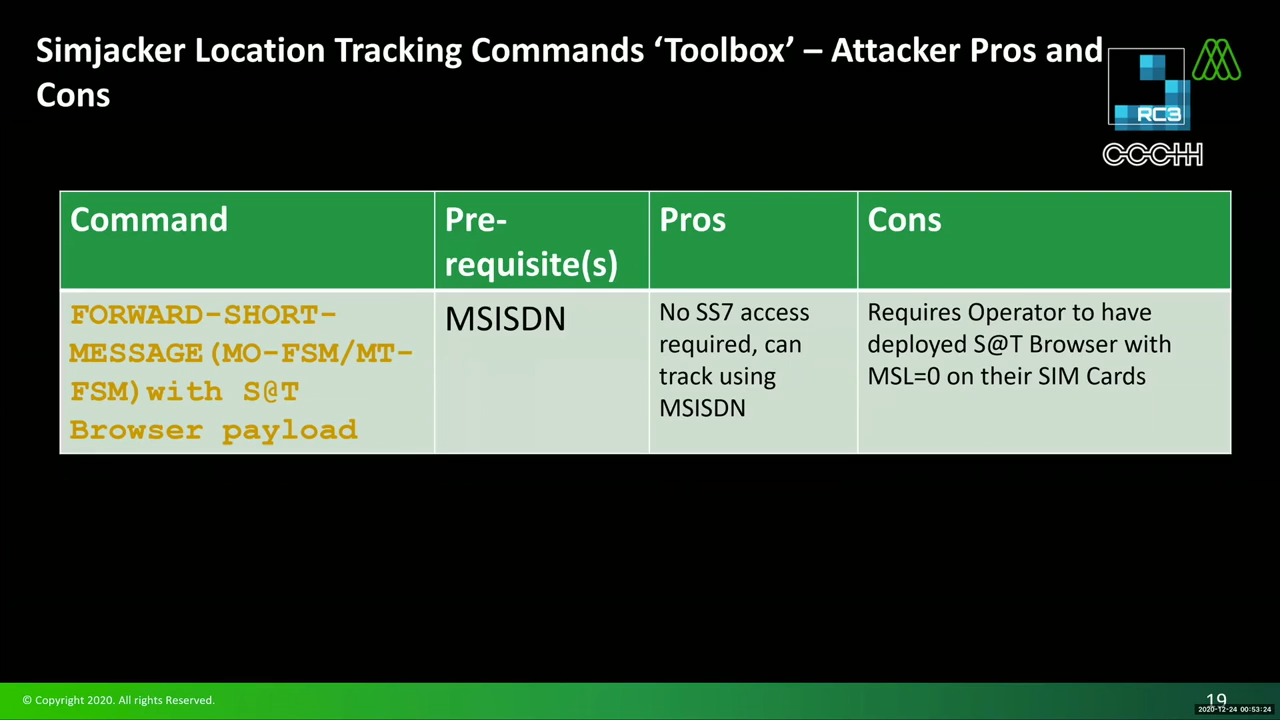 Simjacker Location Tracking Commands ‘Toolbox’ – Attacker Pros and
Cons
RC3
CCCHH
Command
Pre-
requisite(s)
Pros
Cons
FORWARD-SHORT-
MESSAGE(MO-FSM/MT-
FSM)with S@T
Browser payload
MSISDN
No SS7 access
required, can
track using
MSISDN
Requires Operator to have
deployed S@T Browser with
MSL=0 on their SIM Cards
© Copyright 2020. All rights Reserved.
19
2020-12-24 00:53:24